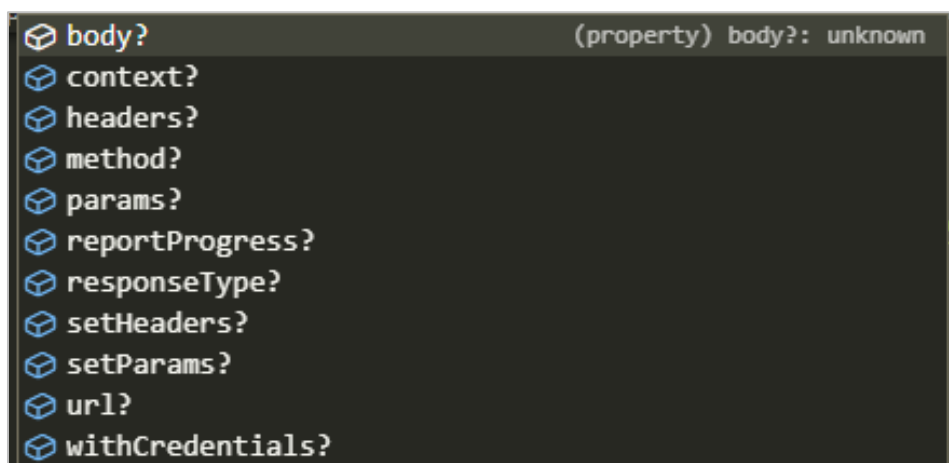 body? (property) body?: unknown
context?
headers?
method?
params?
reportProgress?
responseType?
setHeaders?
setParams?
url?
withCredentials?